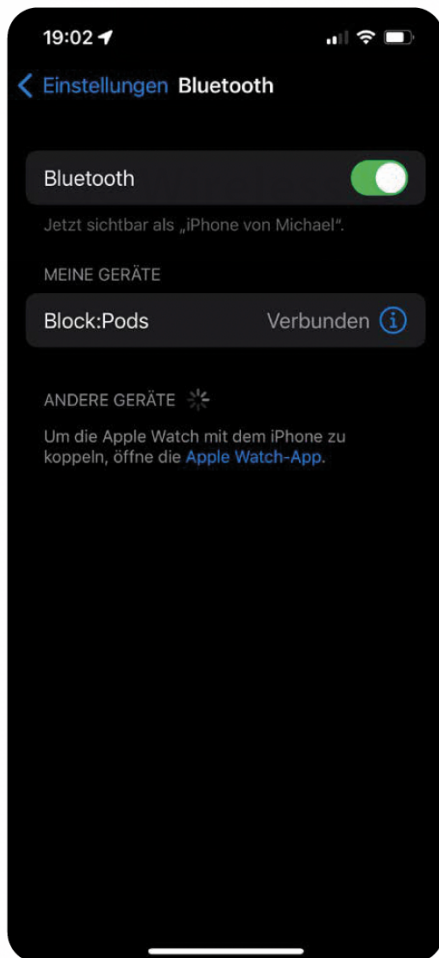 19:02
Einstellungen Bluetooth
Bluetooth
Jetzt sichtbar als „iPhone von Michael“.
MEINE GERÄTE
Block:Pods Verbunden
ANDERE GERÄTE
Um die Apple Watch mit dem iPhone zu
koppeln, öffne die Apple Watch-App.